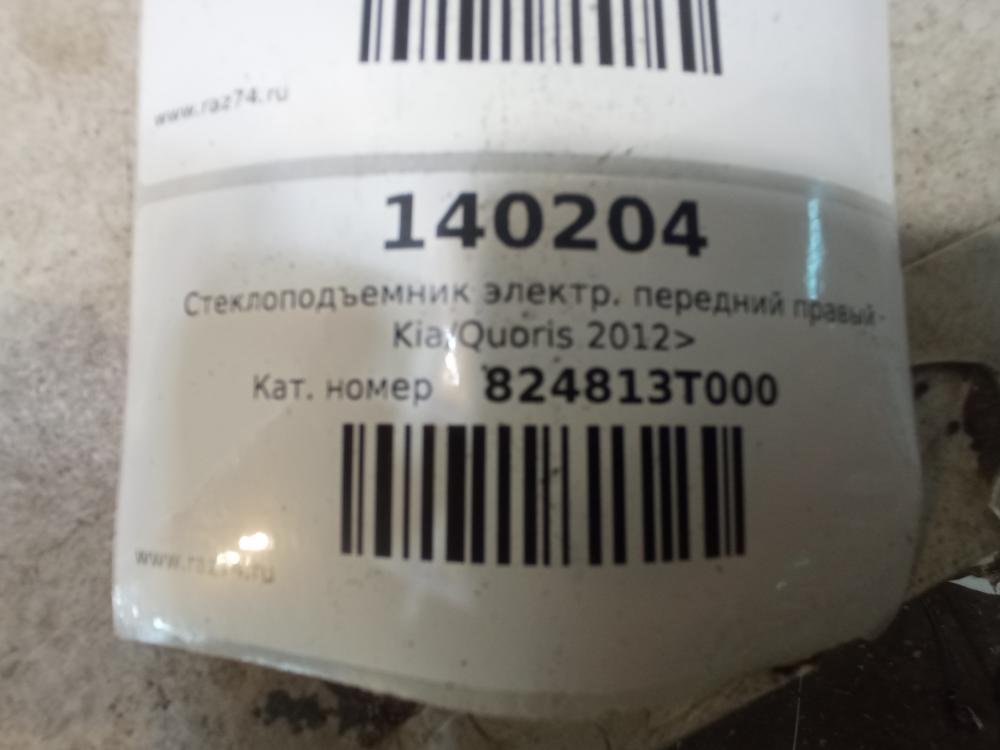 www.raz74.ru
140204
Стеклоподъемник электр. передний правый -
Kia/Quoris 2012>
Кат. номер 824813T000
www.raz74.ru